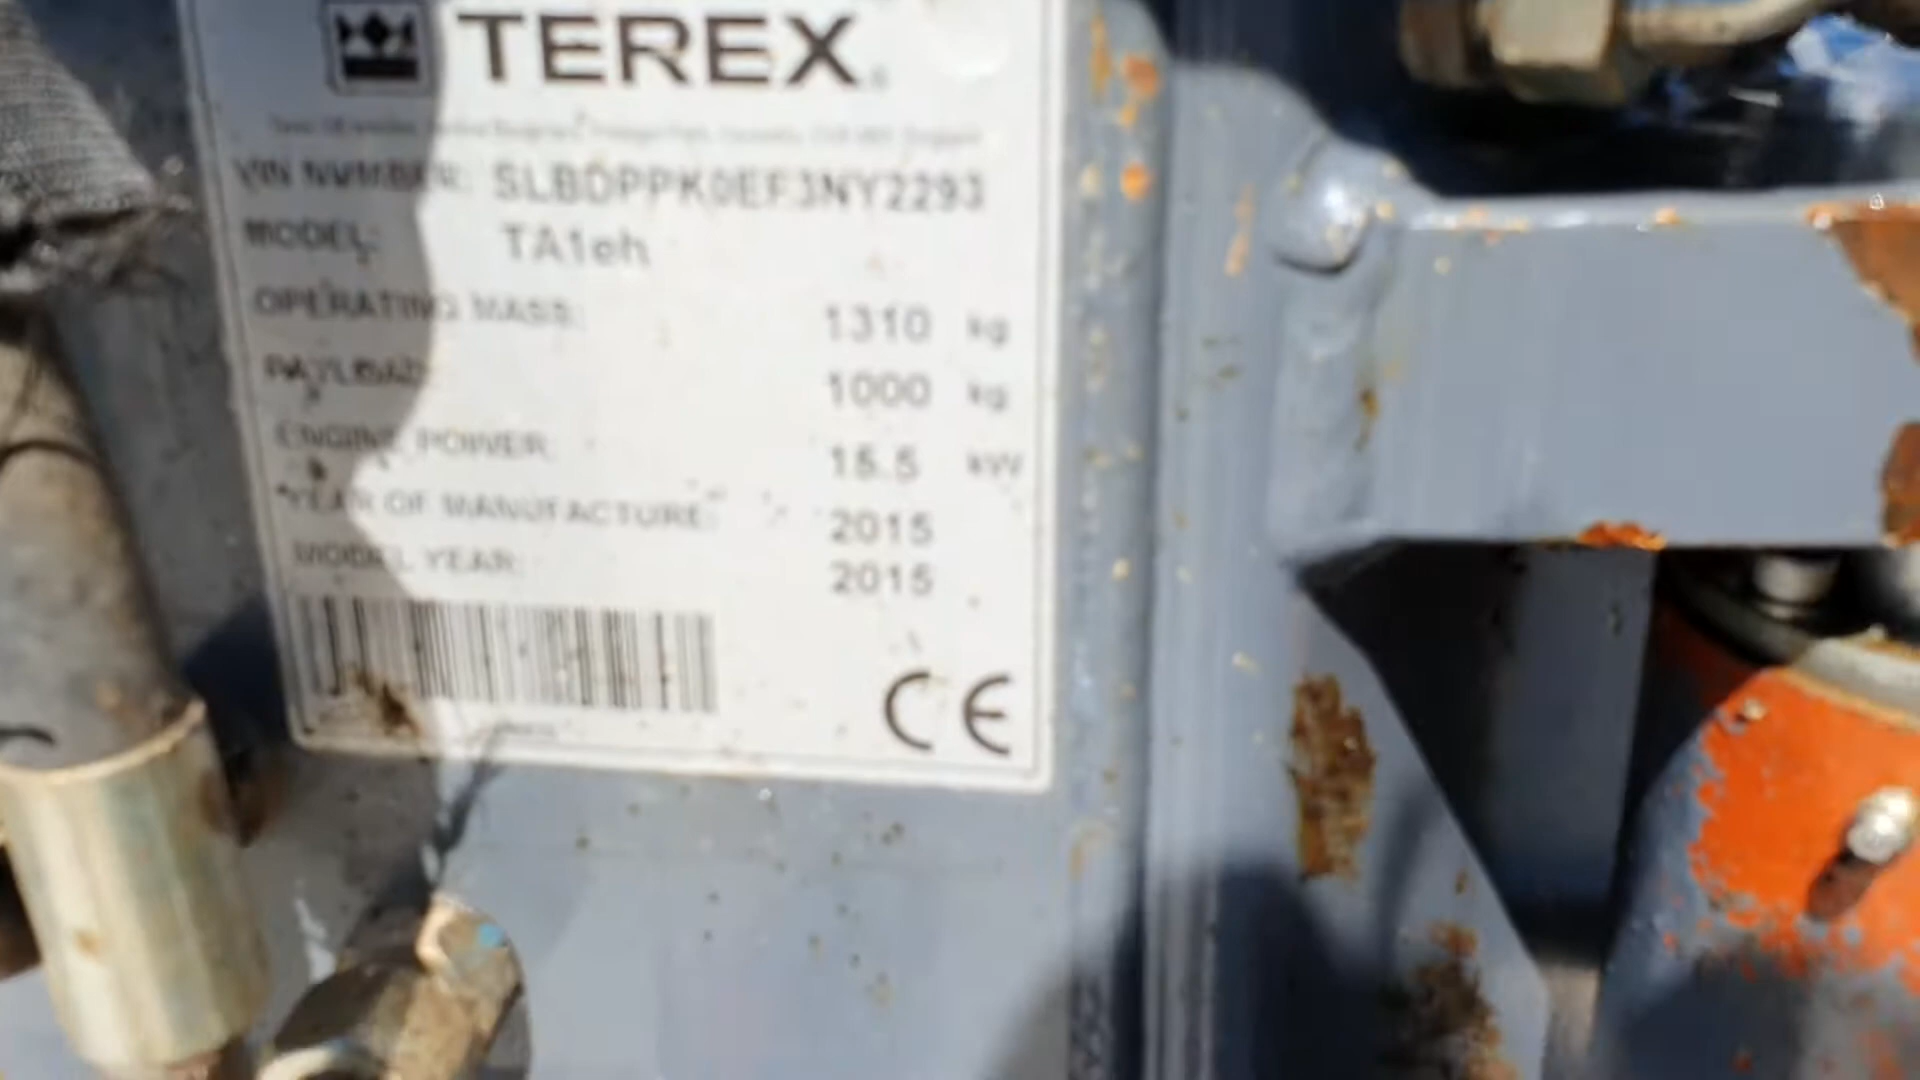 TEREX
VIN NUMBER: SLBDPPK0EF3NY2293
MODEL: TA1eh
OPERATING MASS: 1310 kg
PAYLOAD: 1000 kg
ENGINE POWER: 15.5 kW
YEAR OF MANUFACTURE: 2015
MODEL YEAR: 2015
CE